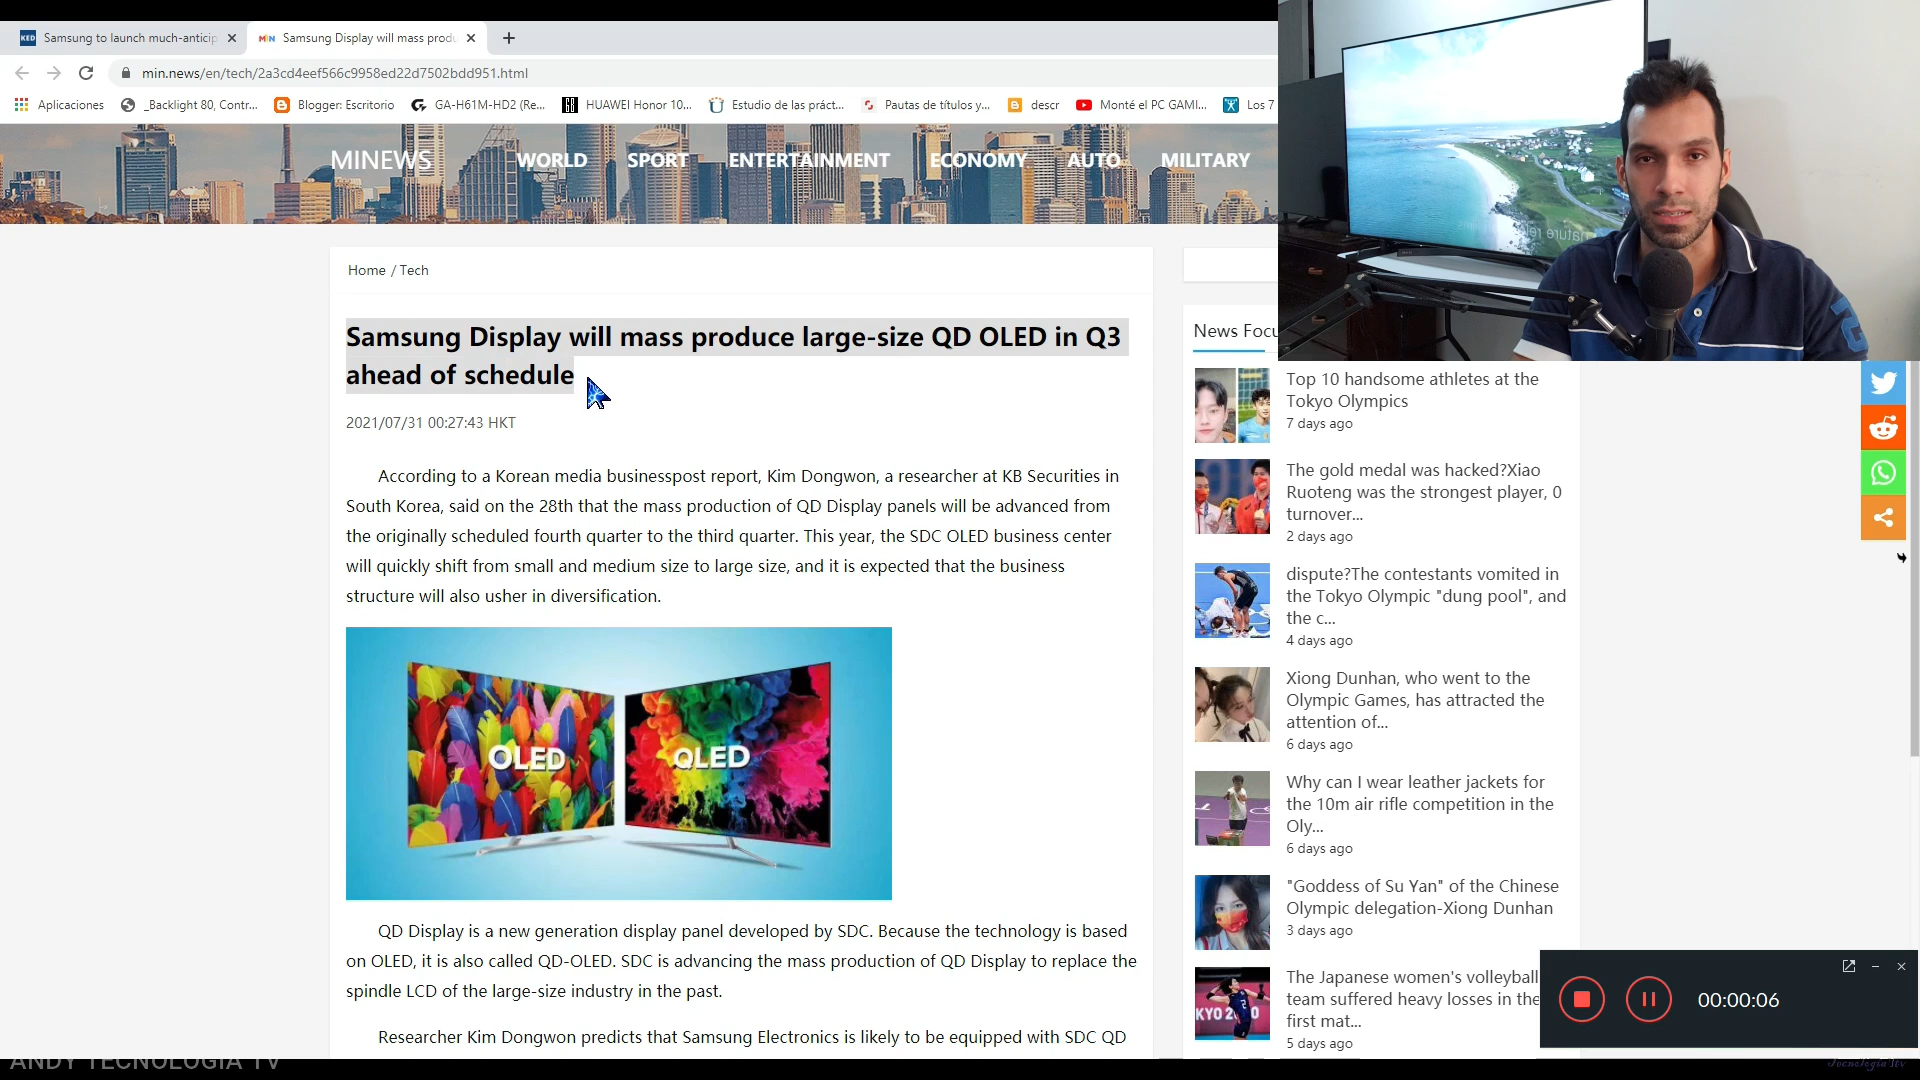 Samsung to launch much-anticip
Samsung Display will mass produ
min.news/en/tech/2a3cd4eef566c9958ed22d7502bdd951.html
Aplicaciones
_Backlight 80, Contr...
Blogger: Escritorio
GA-H61M-HD2 (Re...
HUAWEI Honor 10...
Estudio de las práct...
Pautas de títulos y...
descr
Monté el PC GAMI...
Los 7
MINEWS
WORLD
SPORT
ENTERTAINMENT
ECONOMY
AUTO
MILITARY
Home / Tech
Samsung Display will mass produce large-size QD OLED in Q3
ahead of schedule
2021/07/31 00:27:43 HKT
According to a Korean media businesspost report, Kim Dongwon, a researcher at KB Securities in
South Korea, said on the 28th that the mass production of QD Display panels will be advanced from
the originally scheduled fourth quarter to the third quarter. This year, the SDC OLED business center
will quickly shift from small and medium size to large size, and it is expected that the business
structure will also usher in diversification.
OLED
QLED
QD Display is a new generation display panel developed by SDC. Because the technology is based
on OLED, it is also called QD-OLED. SDC is advancing the mass production of QD Display to replace the
spindle LCD of the large-size industry in the past.
Researcher Kim Dongwon predicts that Samsung Electronics is likely to be equipped with SDC QD
News Focu
Top 10 handsome athletes at the
Tokyo Olympics
7 days ago
The gold medal was hacked?Xiao
Ruoteng was the strongest player, 0
turnover...
2 days ago
dispute?The contestants vomited in
the Tokyo Olympic "dung pool", and
the c...
4 days ago
Xiong Dunhan, who went to the
Olympic Games, has attracted the
attention of...
6 days ago
Why can I wear leather jackets for
the 10m air rifle competition in the
Oly...
6 days ago
"Goddess of Su Yan" of the Chinese
Olympic delegation-Xiong Dunhan
3 days ago
The Japanese women's volleyball
team suffered heavy losses in the
first mat...
5 days ago
00:00:06
ANDY TECNOLOGIA TV